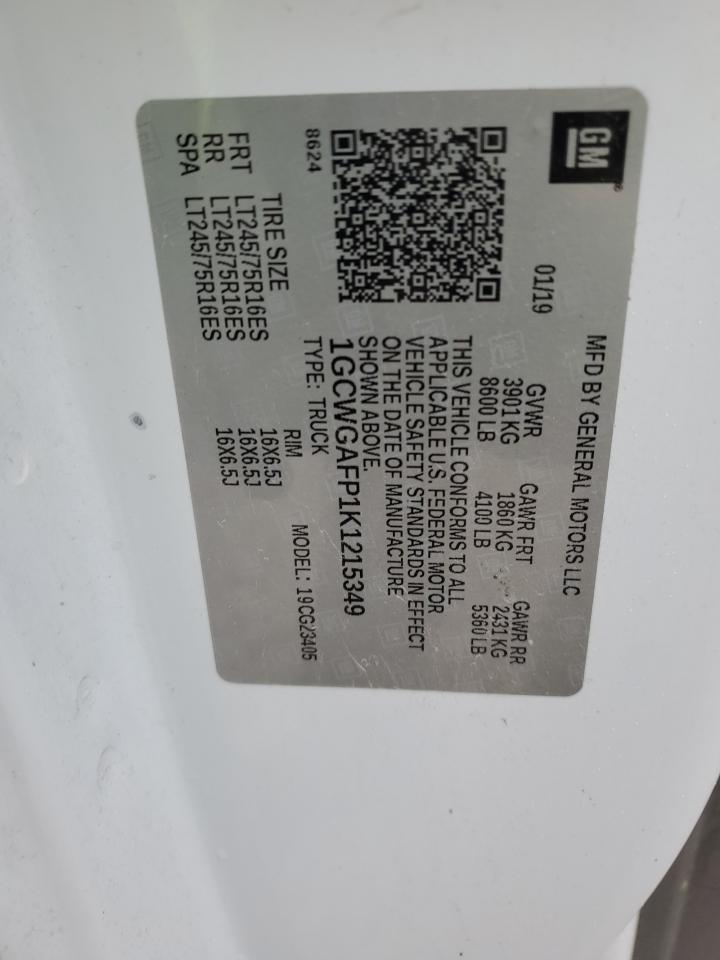 GM®
MFD BY GENERAL MOTORS LLC
01/19
GVWR GAWR FRT GAWR RR
3901 KG 1860 KG 2431 KG
8600 LB 4100 LB 5360 LB
THIS VEHICLE CONFORMS TO ALL
APPLICABLE U.S. FEDERAL MOTOR
VEHICLE SAFETY STANDARDS IN EFFECT
ON THE DATE OF MANUFACTURE
SHOWN ABOVE.
1GCWGAFP1K1215349
8624
TYPE: TRUCK
MODEL: 19CG23405
TIRE SIZE RIM
FRT LT245/75R16ES 16X6.5J
RR LT245/75R16ES 16X6.5J
SPA LT245/75R16ES 16X6.5J